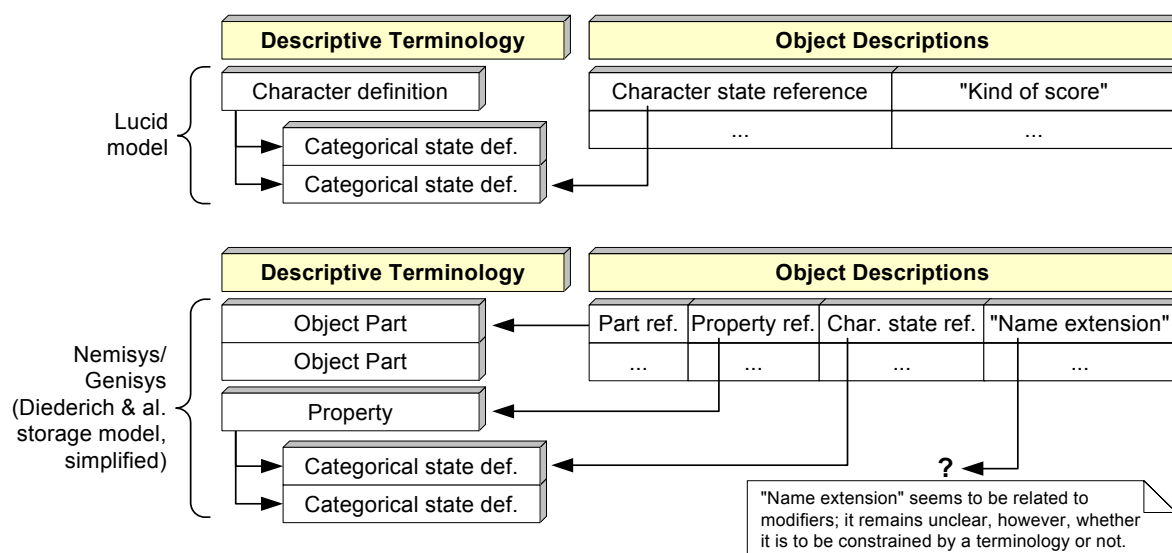 Descriptive Terminology
Object Descriptions
Lucid
model
Character definition
Categorical state def.
Categorical state def.
Character state reference
"Kind of score"
...
...
Descriptive Terminology
Object Descriptions
Nemisys/
Genisys
(Diederich & al.
storage model,
simplified)
Object Part
Object Part
Property
Categorical state def.
Categorical state def.
Part ref.
Property ref.
Char. state ref.
"Name extension"
...
...
...
...
?
"Name extension" seems to be related to
modifiers; it remains unclear, however, whether
it is to be constrained by a terminology or not.